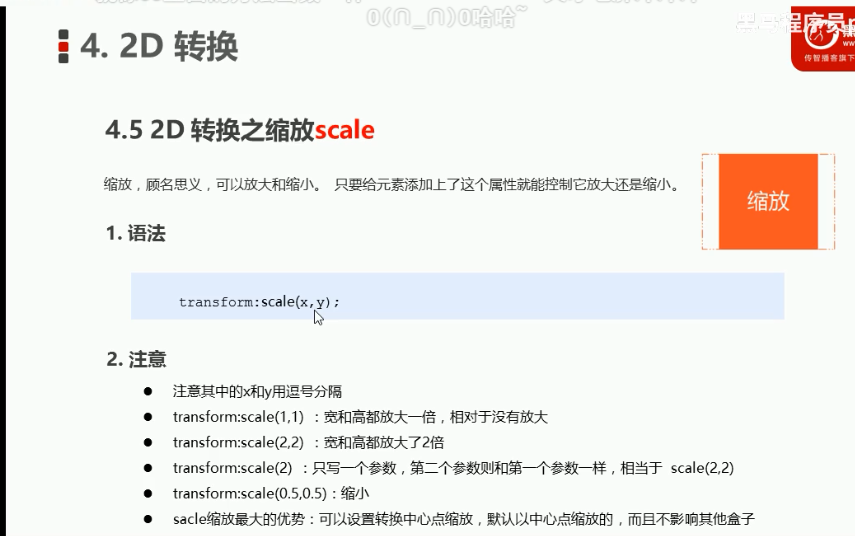 0(∩_∩)0哈哈~
4. 2D 转换
传智播客旗下
4.5 2D 转换之缩放scale
缩放，顾名思义，可以放大和缩小。 只要给元素添加上了这个属性就能控制它放大还是缩小。
缩放
1. 语法
transform:scale(x,y);
2. 注意
● 注意其中的x和y用逗号分隔
● transform:scale(1,1) ：宽和高都放大一倍，相对于没有放大
● transform:scale(2,2) ：宽和高都放大了2倍
● transform:scale(2) ：只写一个参数，第二个参数则和第一个参数一样，相当于 scale(2,2)
● transform:scale(0.5,0.5)：缩小
● sacle缩放最大的优势：可以设置转换中心点缩放，默认以中心点缩放的，而且不影响其他盒子